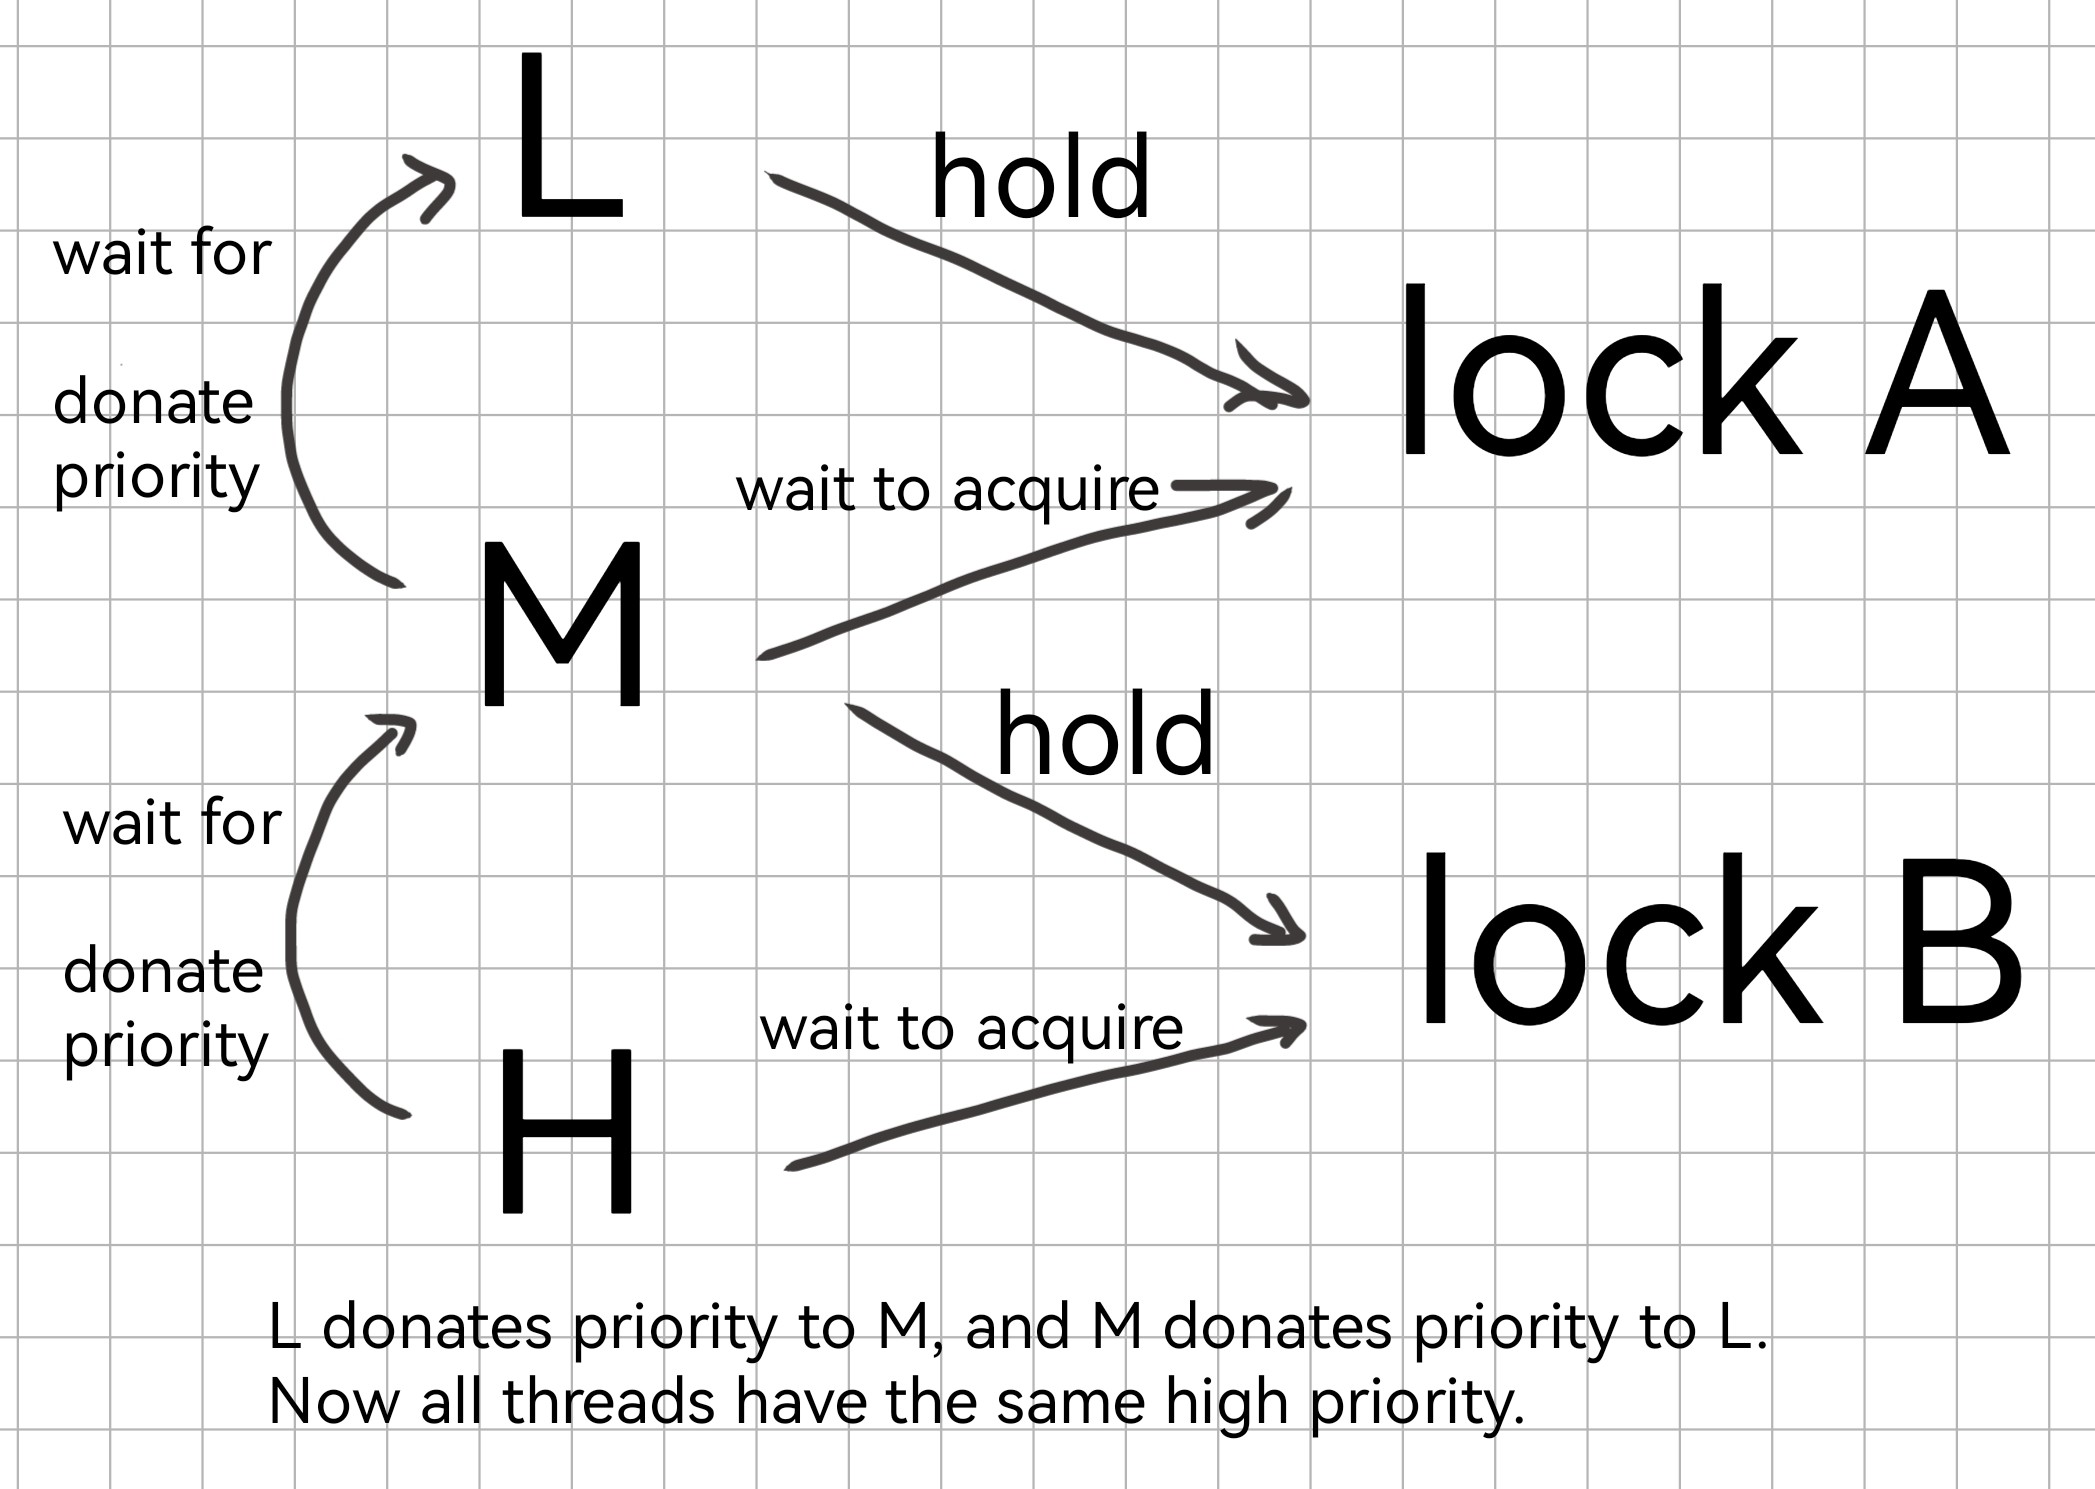 L
hold
wait for
lock A
donate
priority
wait to acquire
M
hold
wait for
lock B
donate
priority
wait to acquire
H
L donates priority to M, and M donates priority to L.
Now all threads have the same high priority.